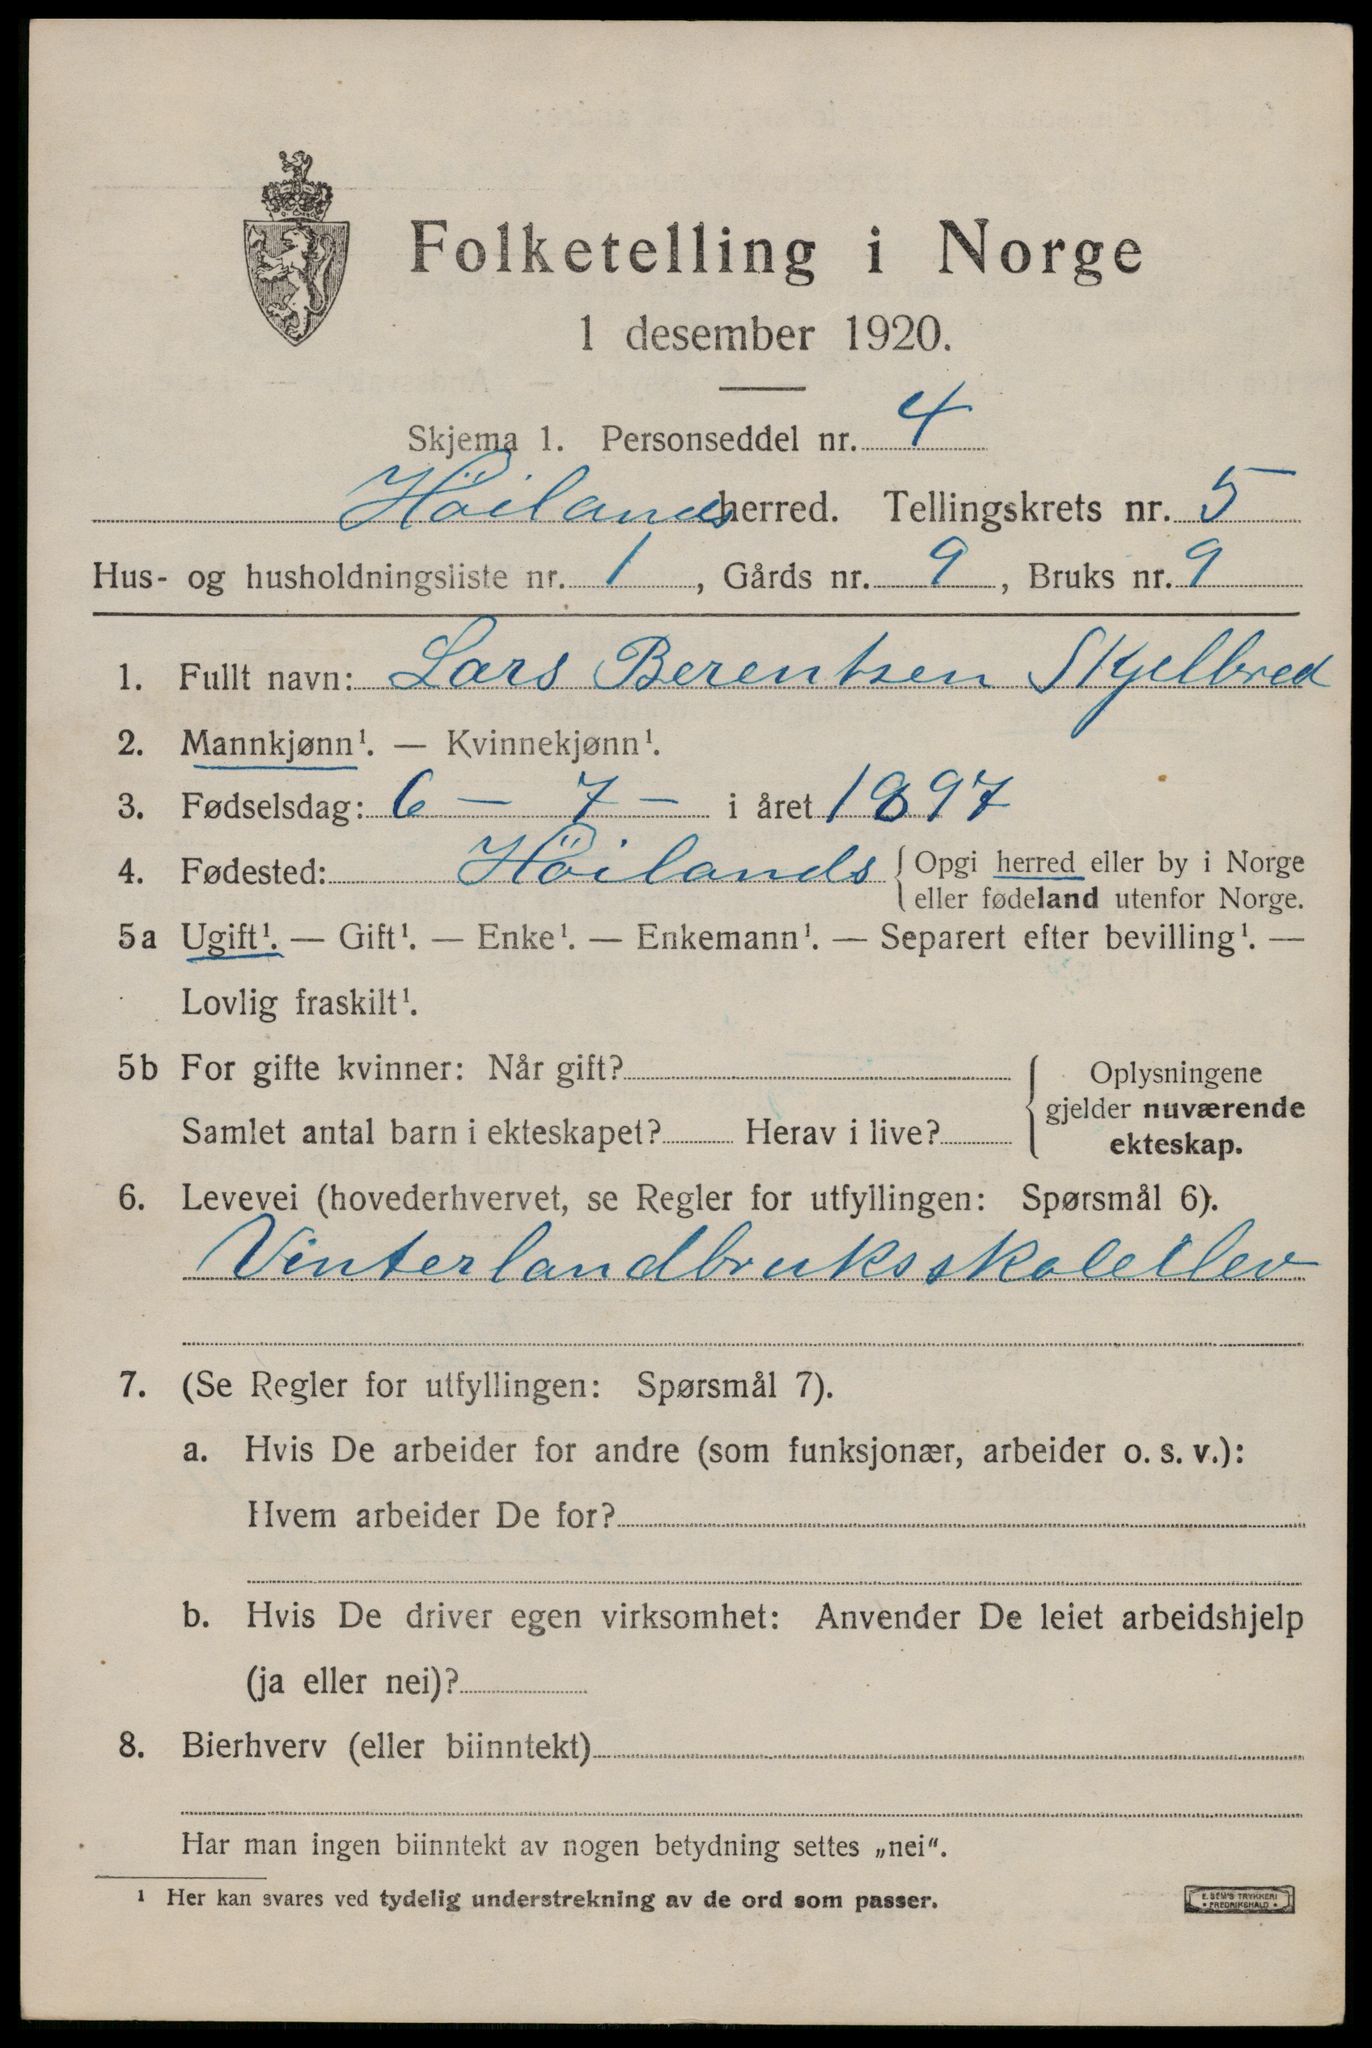 Folketelling i Norge
1 desember 1920.
Skjema 1. Personseddel nr. 4
Höilands herred. Tellingskrets nr. 5
Hus- og husholdningsliste nr. 1, Gårds nr. 9, Bruks nr. 9
1. Fullt navn: Lars Berentsen Skjelbred
2. Mannkjønn¹. — Kvinnekjønn¹.
3. Fødselsdag: 6 — 7 — i året 1897
4. Fødested: Höilands { Opgi herred eller by i Norge
eller fødeland utenfor Norge.
5a Ugift¹. — Gift¹. — Enke¹. — Enkemann¹. — Separert efter bevilling¹. —
Lovlig fraskilt¹.
5b For gifte kvinner: Når gift?
Samlet antal barn i ekteskapet? Herav i live?
Oplysningene
gjelder nuværende
ekteskap.
6. Levevei (hovederhvervet, se Regler for utfyllingen: Spørsmål 6).
Vinterlandbruksskoleelev
7. (Se Regler for utfyllingen: Spørsmål 7).
a. Hvis De arbeider for andre (som funksjonær, arbeider o. s. v.):
Hvem arbeider De for?
b. Hvis De driver egen virksomhet: Anvender De leiet arbeidshjelp
(ja eller nei)?
8. Bierhverv (eller biinntekt)
Har man ingen biinntekt av nogen betydning settes „nei“.
¹ Her kan svares ved tydelig understrekning av de ord som passer.
E. SEM'S TRYKKERI
• FREDRIKSHALD •